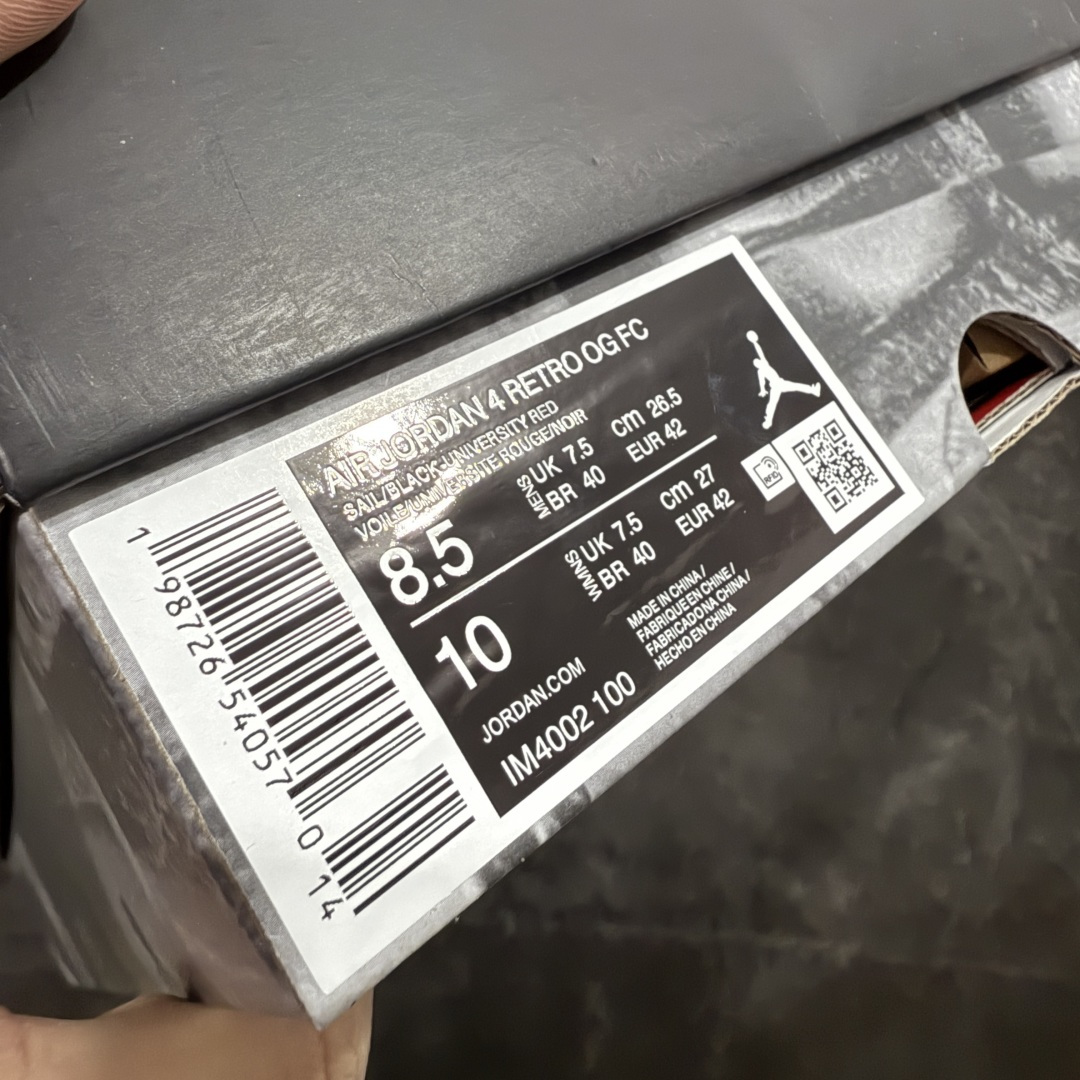 AIR JORDAN 4 RETRO OG FC
SAIL/BLACK-UNIVERSITY RED
VOILE/UNIVERSITE ROUGE/NOIR
8.5
MENS
UK 7.5 cm 26.5
BR 40 EUR 42
10
WMNS
UK 7.5 cm 27
BR 40 EUR 42
RFID
MADE IN CHINA/
FABRIQUE EN CHINE/
FABRICADO NA CHINA/
HECHO EN CHINA
JORDAN.COM
IM4002 100
1 98726 54057 0 14